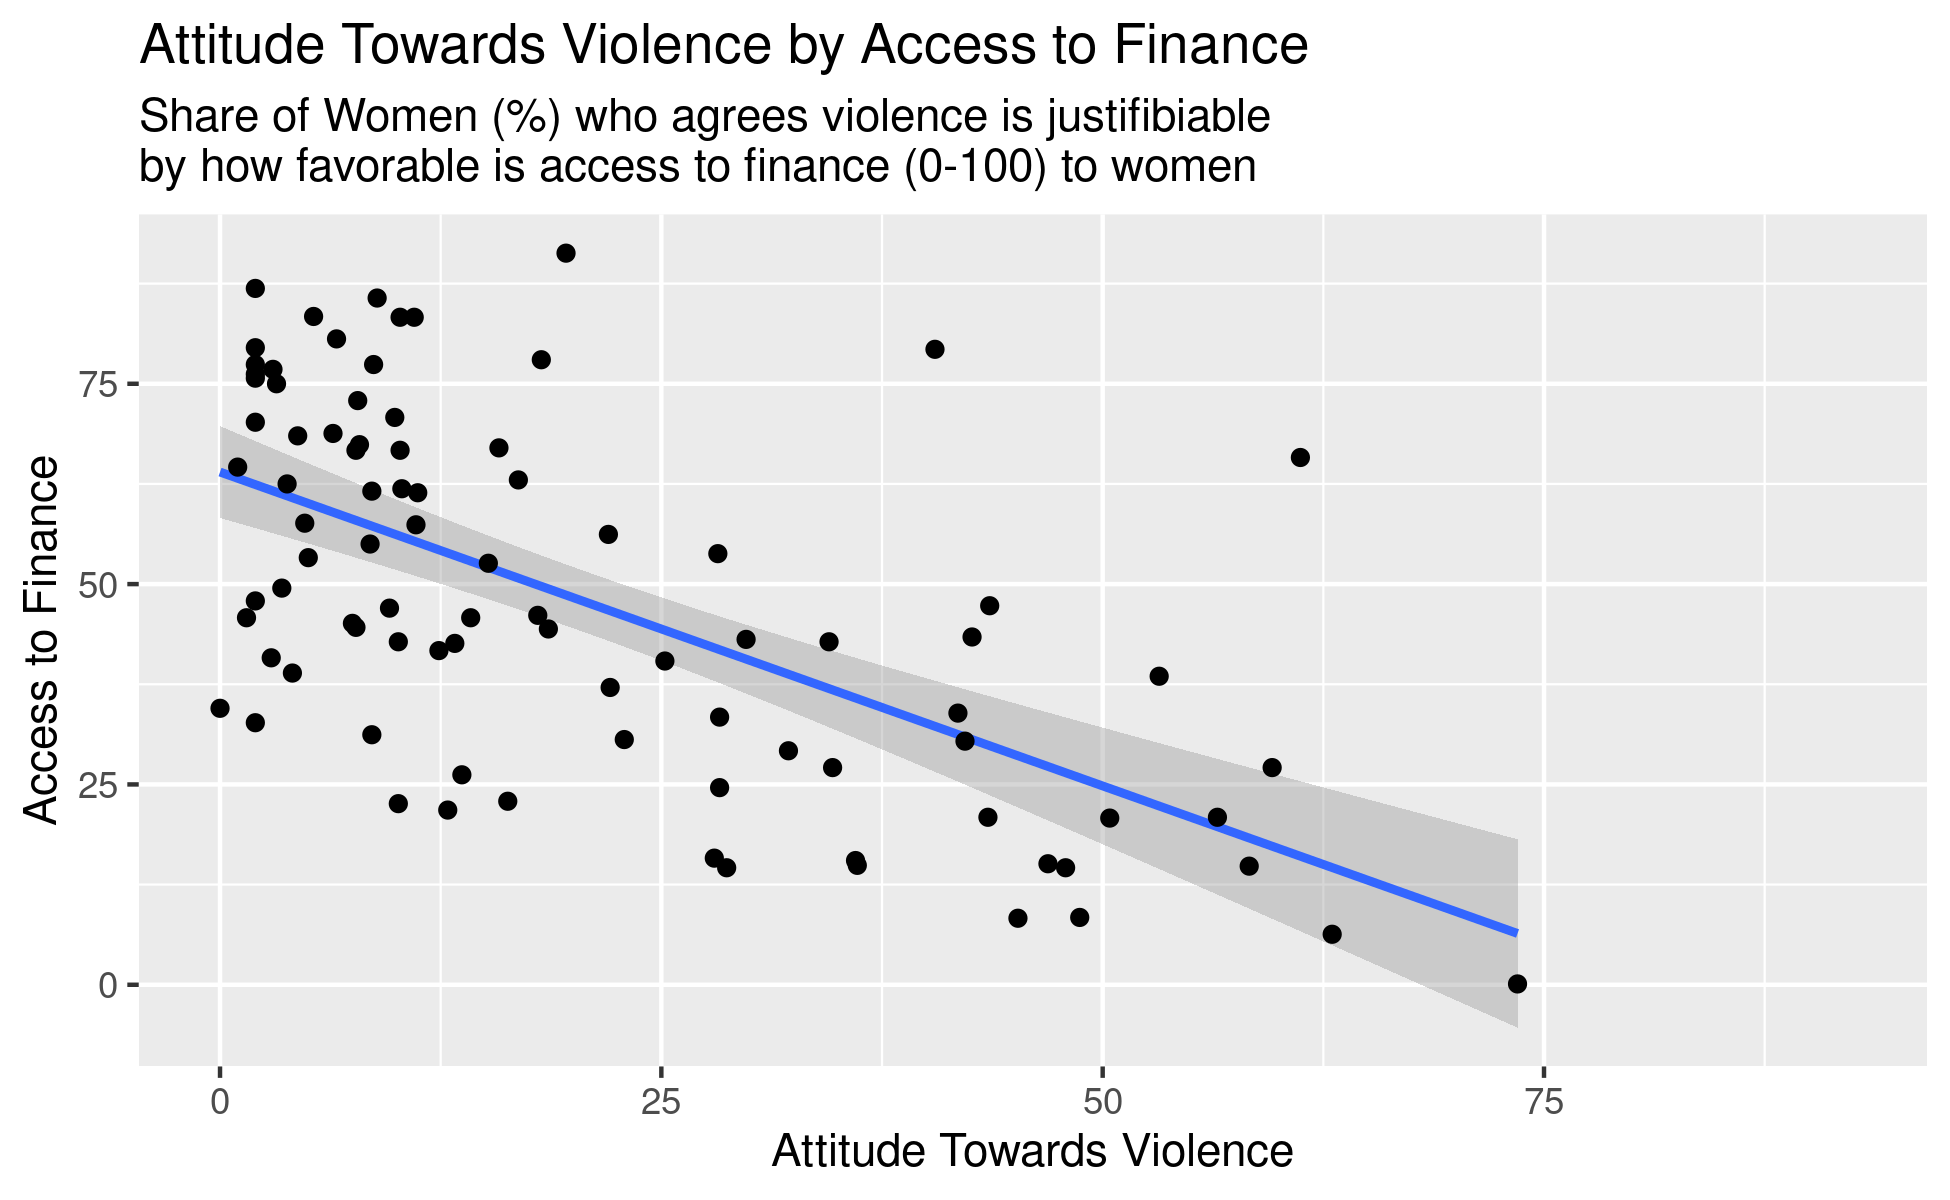 Attitude Towards Violence by Access to Finance
Share of Women (%) who agrees violence is justifibiable
by how favorable is access to finance (0-100) to women
Access to Finance
75
50
25
0
0
25
50
75
Attitude Towards Violence